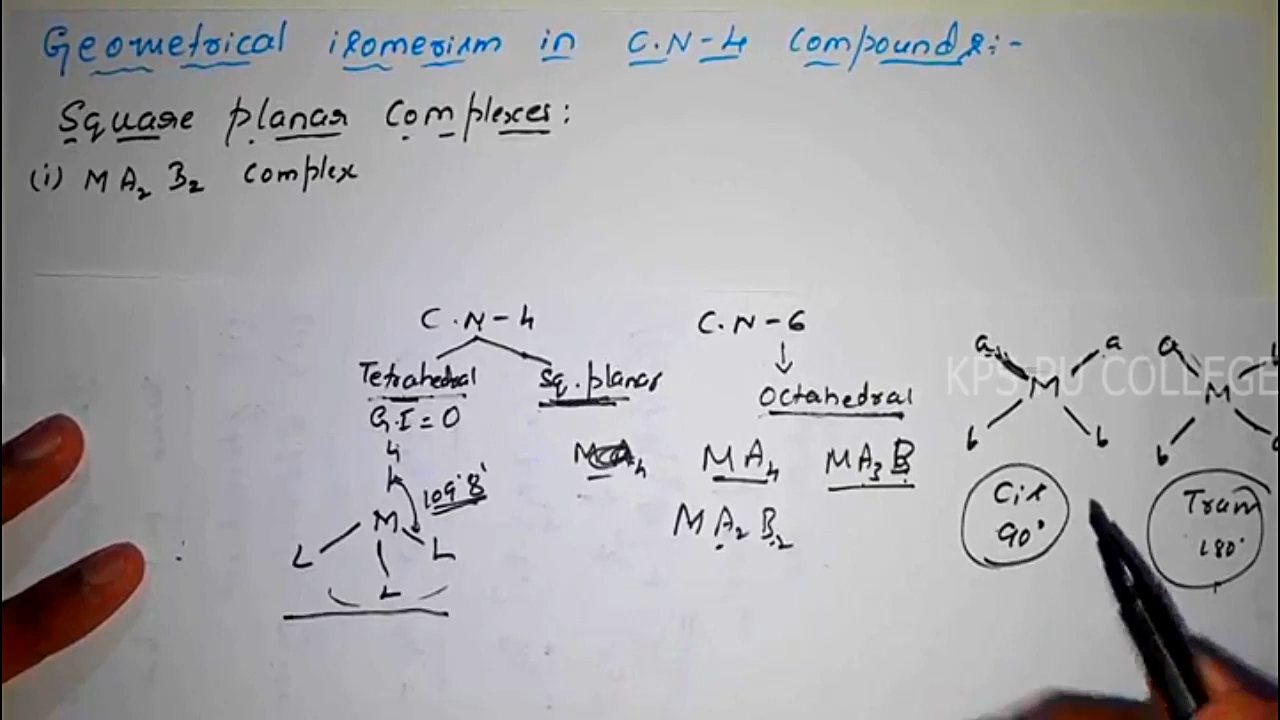 Geometrical isomerism in C.N-4 Compounds:-
Square planar Complexes:
(i) MA₂ B₂ Complex
C.N-4
C.N-6
Tetrahedral
Sq.planar
Octahedral
G.I=0
MA₄
MA₃B
MA₂B₂
109°8'
L
M
L
L
L
a
a
M
b
b
Cis
90°
a
M
b
Trans
180°
KPS PU COLLEGE